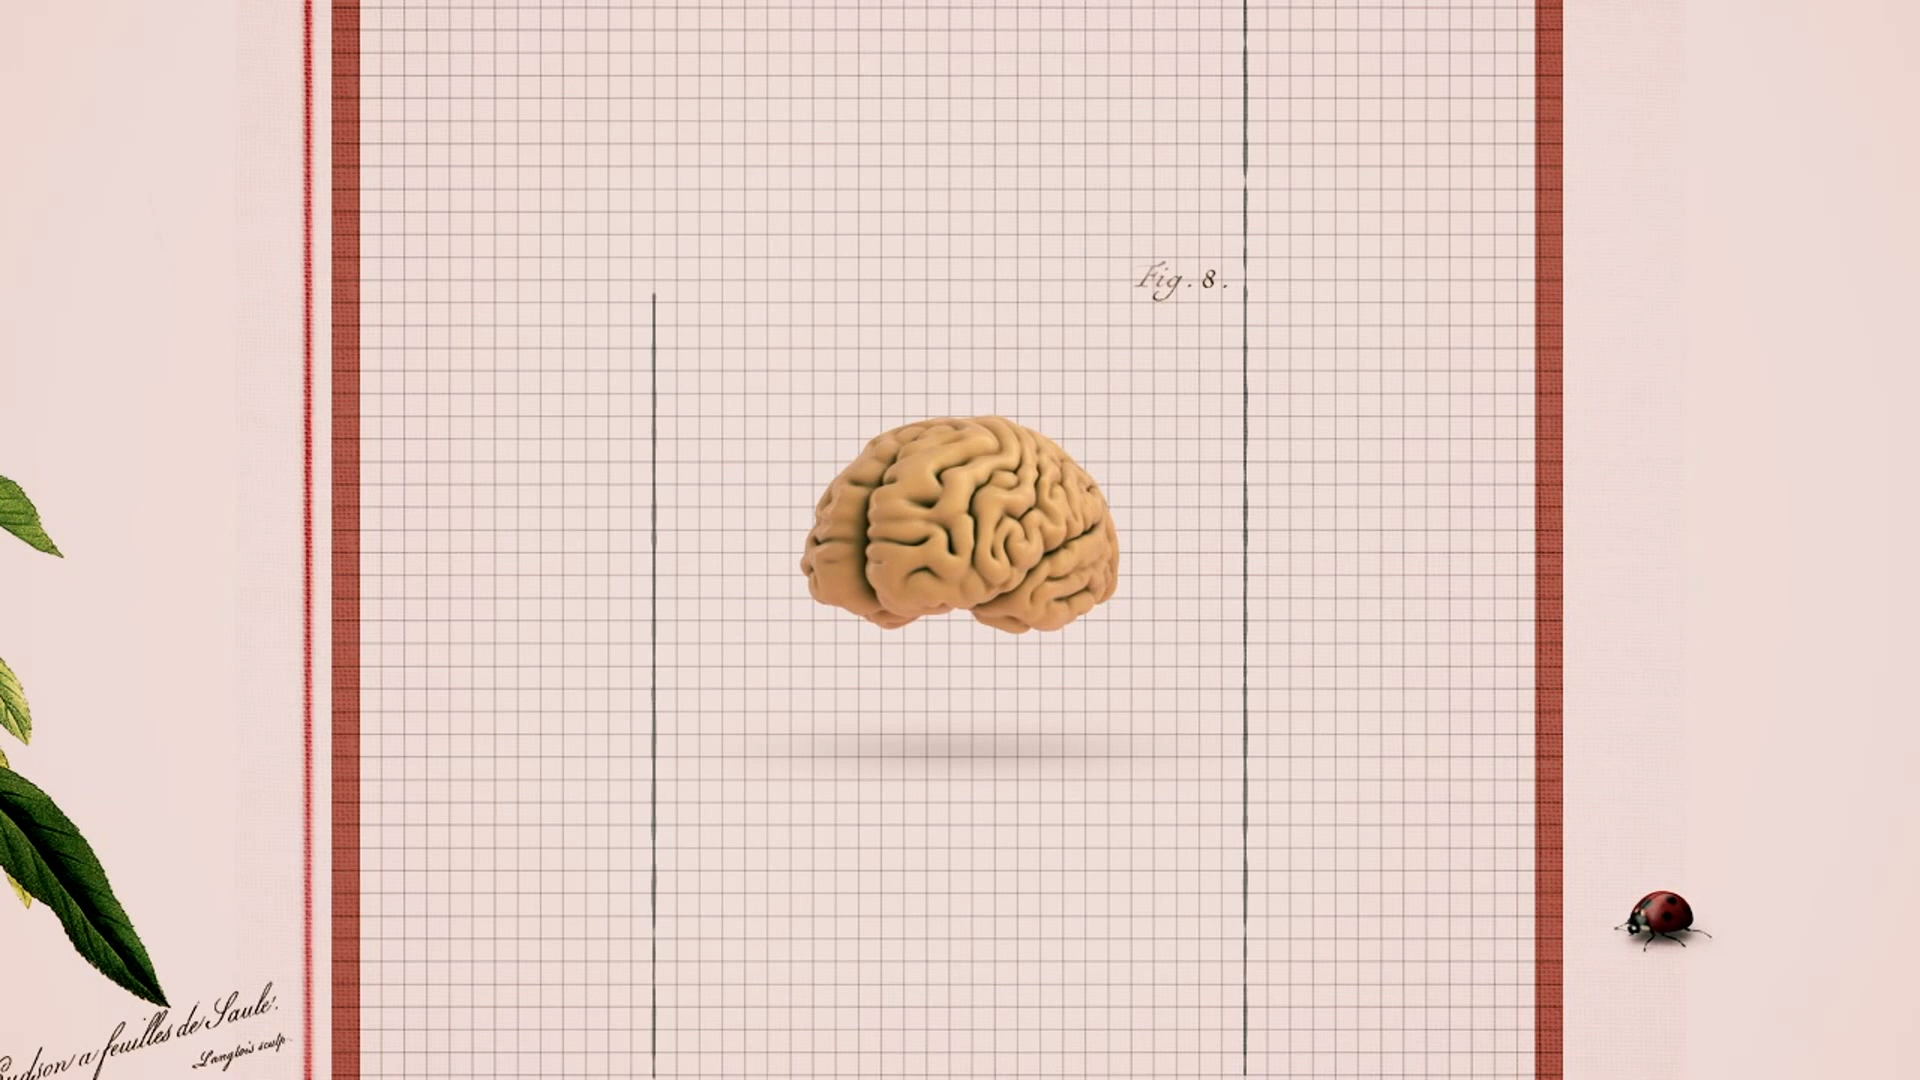 Fig. 8.
a feuilles de Saule.
Langlois sculp.